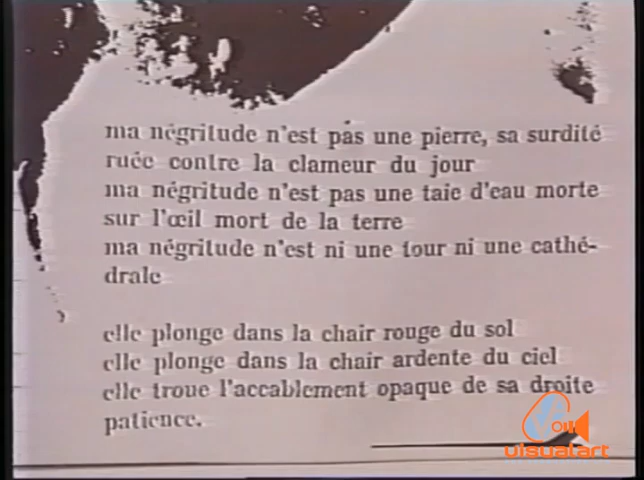 ma négritude n'est pas une pierre, sa surdité
ruée contre la clameur du jour
ma négritude n'est pas une taie d'eau morte
sur l'œil mort de la terre
ma négritude n'est ni une tour ni une cathé-
drale
elle plonge dans la chair rouge du sol
elle plonge dans la chair ardente du ciel
elle troue l'accablement opaque de sa droite
patience.
visualart